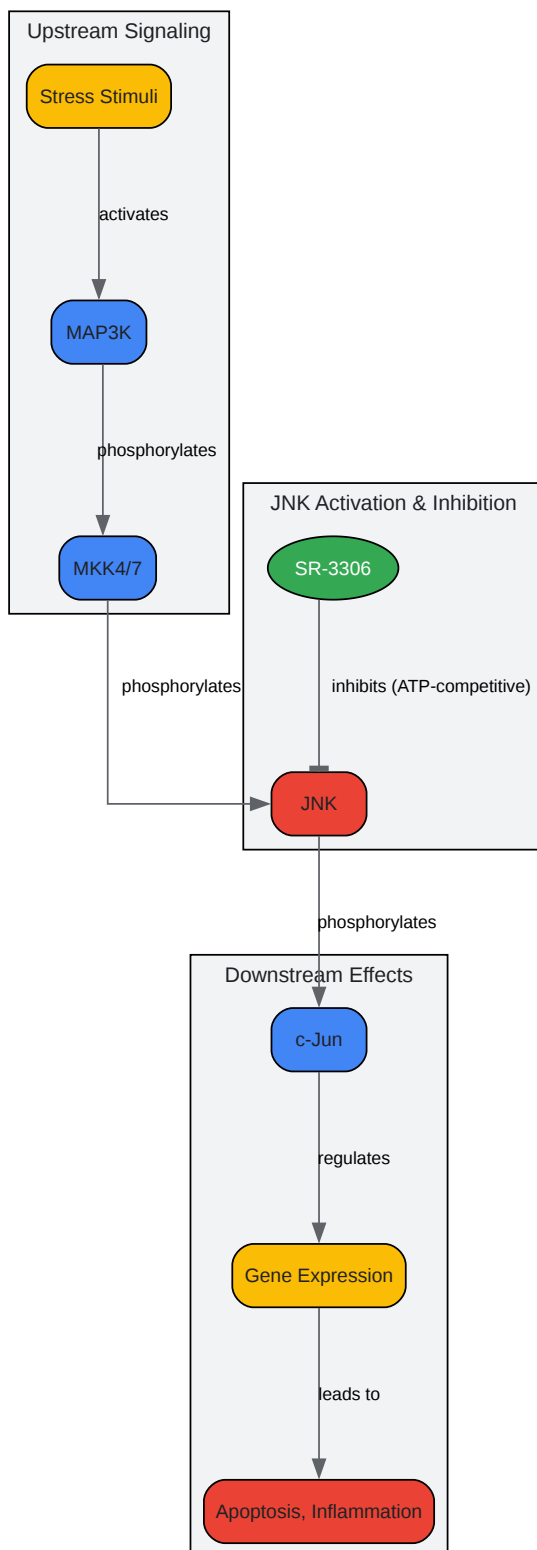 Upstream Signaling
Stress Stimuli
activates
MAP3K
phosphorylates
MKK4/7
phosphorylates
JNK Activation & Inhibition
SR-3306
inhibits (ATP-competitive)
JNK
phosphorylates
Downstream Effects
c-Jun
regulates
Gene Expression
leads to
Apoptosis, Inflammation